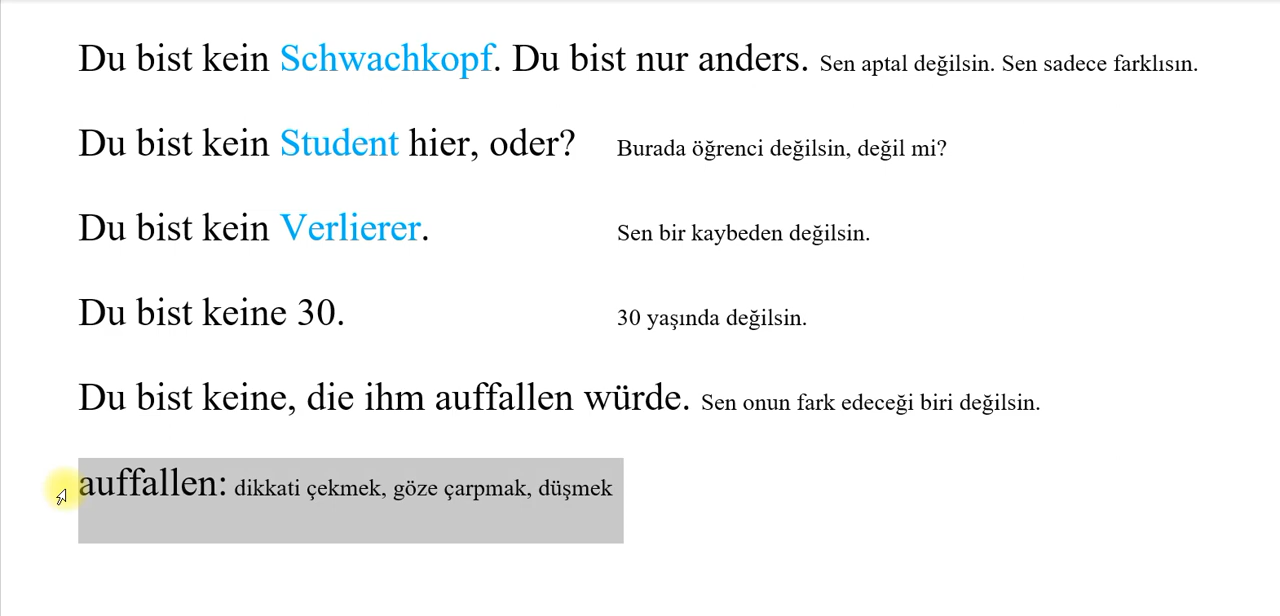 Du bist kein Schwachkopf. Du bist nur anders. Sen aptal değilsin. Sen sadece farklısın.
Du bist kein Student hier, oder? Burada öğrenci değilsin, değil mi?
Du bist kein Verlierer. Sen bir kaybeden değilsin.
Du bist keine 30. 30 yaşında değilsin.
Du bist keine, die ihm auffallen würde. Sen onun fark edeceği biri değilsin.
auffallen: dikkati çekmek, göze çarpmak, düşmek